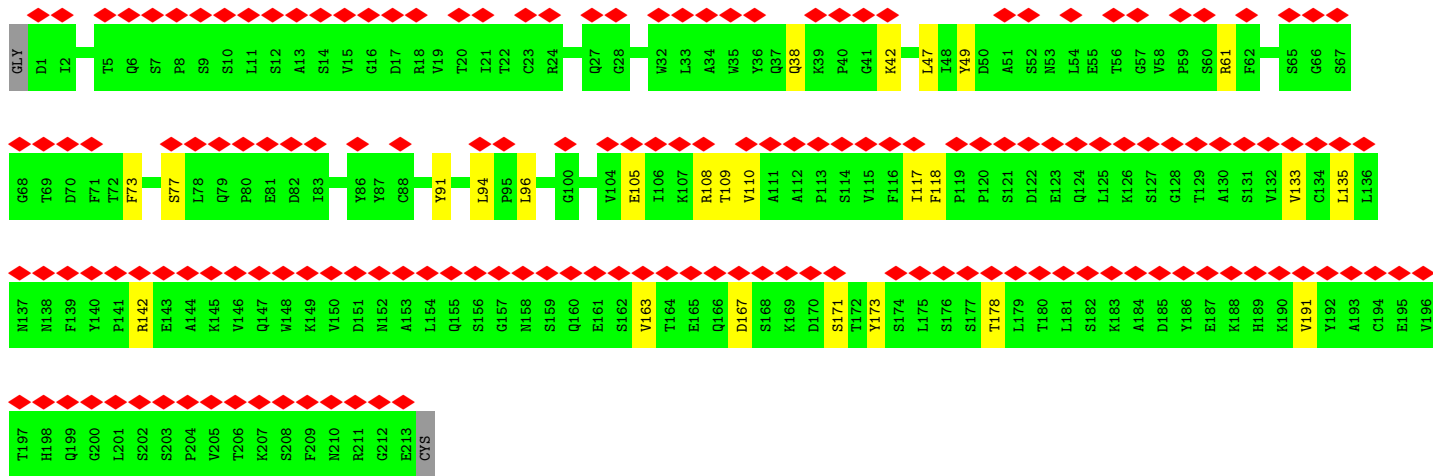 GLY D1 I2 T5 Q6 S7 P8 S9 S10 L11 S12 A13 S14 V15 G16 D17 R18 V19 T20 I21 T22 C23 R24 Q27 G28 W32 L33 A34 W35 Y36 Q37 Q38 K39 P40 G41 K42 L47 I48 Y49 D50 A51 S52 N53 L54 E55 T56 G57 V58 P59 S60 R61 F62 S65 G66 S67
G68 T69 D70 F71 T72 F73 S77 L78 Q79 P80 E81 D82 I83 Y86 Y87 C88 Y91 L94 P95 L96 G100 V104 E105 I106 K107 R108 T109 V110 A111 A112 P113 S114 V115 F116 I117 F118 P119 P120 S121 D122 E123 Q124 L125 K126 S127 G128 T129 A130 S131 V132 V133 C134 L135 L136
N137 N138 F139 Y140 P141 R142 E143 A144 K145 V146 Q147 W148 K149 V150 D151 N152 A153 L154 Q155 S156 G157 N158 S159 Q160 E161 S162 V163 T164 E165 Q166 D167 S168 K169 D170 S171 T172 Y173 S174 L175 S176 S177 T178 L179 T180 L181 S182 K183 A184 D185 Y186 E187 K188 H189 K190 V191 Y192 A193 C194 E195 V196
T197 H198 Q199 G200 L201 S202 S203 P204 V205 T206 K207 S208 F209 N210 R211 G212 E213 CYS